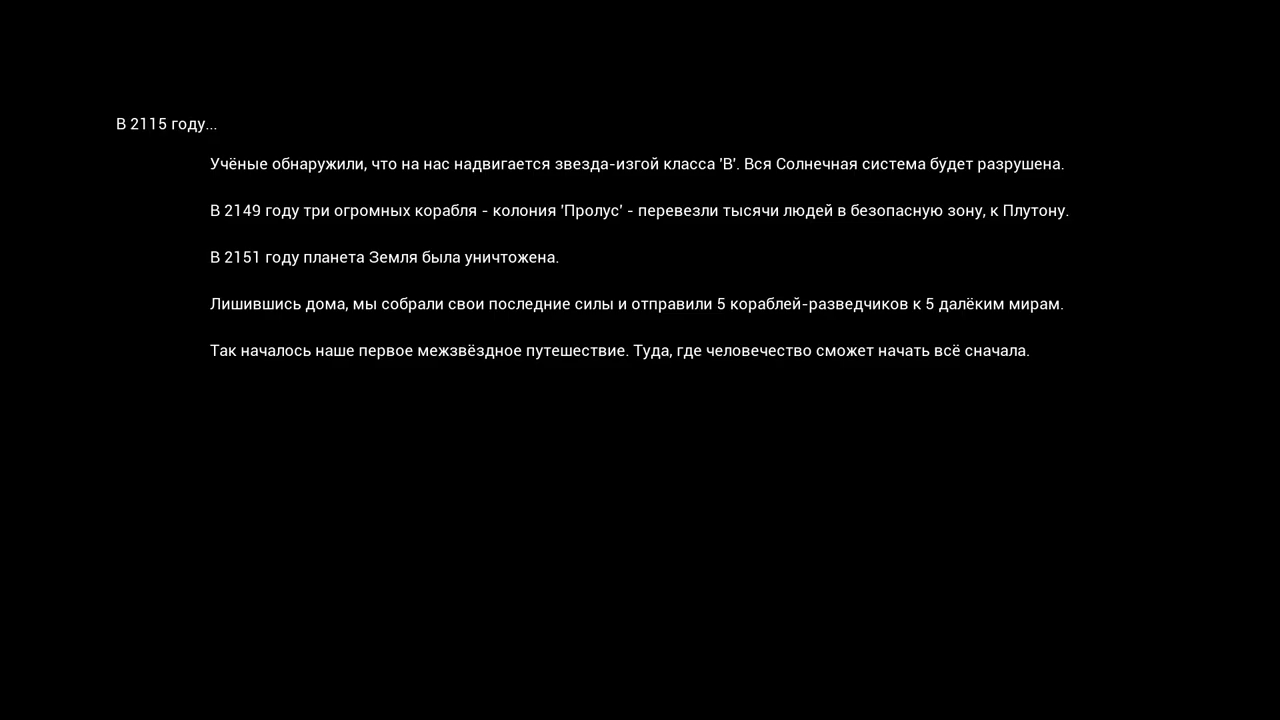 В 2115 году...
Учёные обнаружили, что на нас надвигается звезда-изгой класса 'В'. Вся Солнечная система будет разрушена.
В 2149 году три огромных корабля - колония 'Пролус' - перевезли тысячи людей в безопасную зону, к Плутону.
В 2151 году планета Земля была уничтожена.
Лишившись дома, мы собрали свои последние силы и отправили 5 кораблей-разведчиков к 5 далёким мирам.
Так началось наше первое межзвёздное путешествие. Туда, где человечество сможет начать всё сначала.